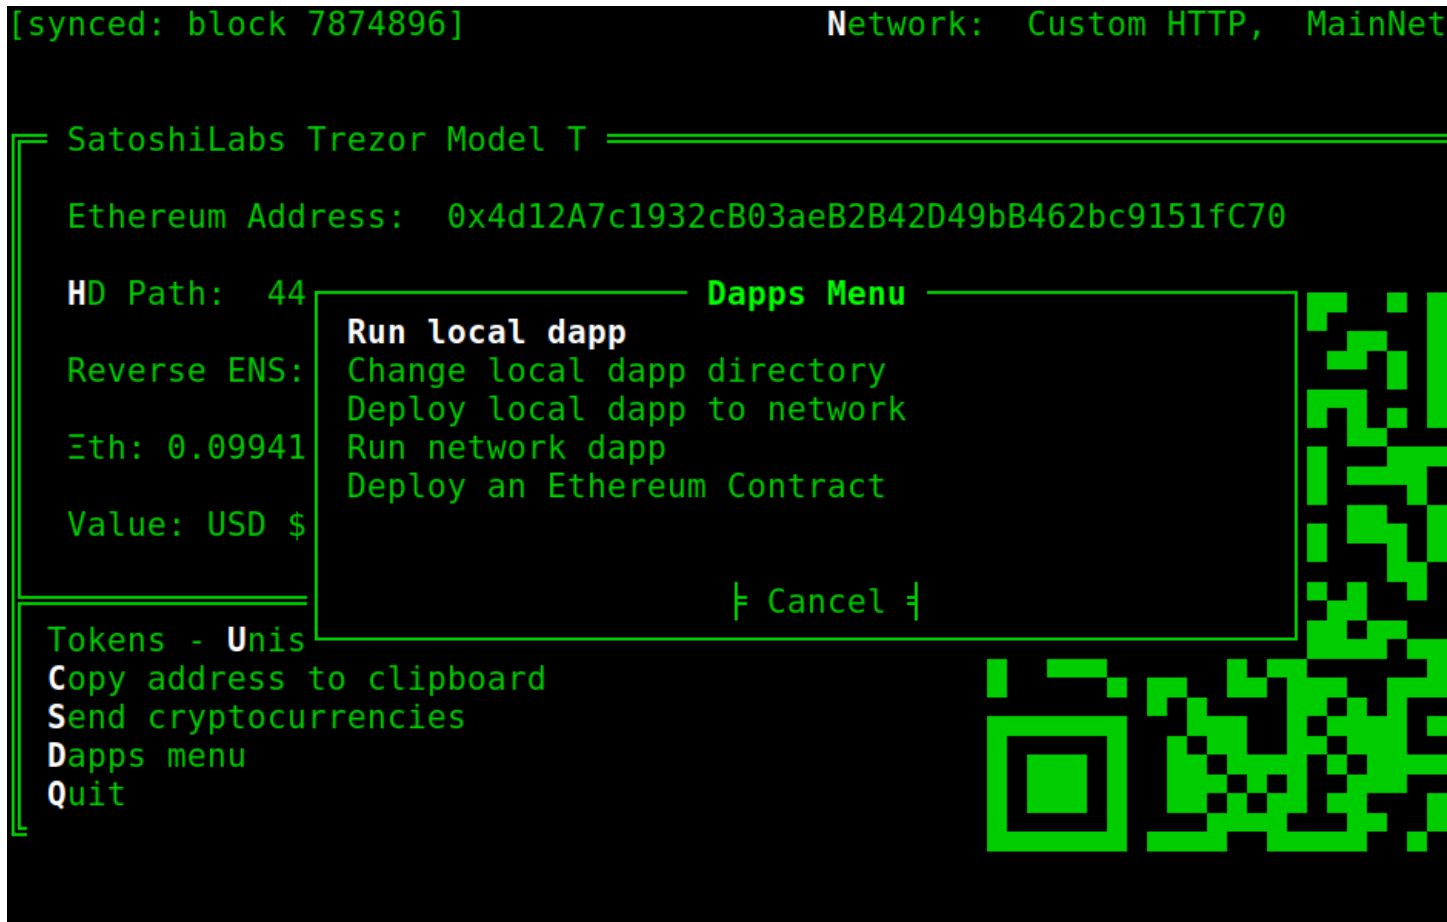 [synced: block 7874896] Network: Custom HTTP, MainNet
SatoshiLabs Trezor Model T
Ethereum Address: 0x4d12A7c1932cB03aeB2B42D49bB462bc9151fC70
HD Path: 44
Dapps Menu
Run local dapp
Reverse ENS:
Change local dapp directory
Deploy local dapp to network
Ξth: 0.09941
Run network dapp
Deploy an Ethereum Contract
Value: USD $
Cancel
Tokens - Unis
Copy address to clipboard
Send cryptocurrencies
Dapps menu
Quit